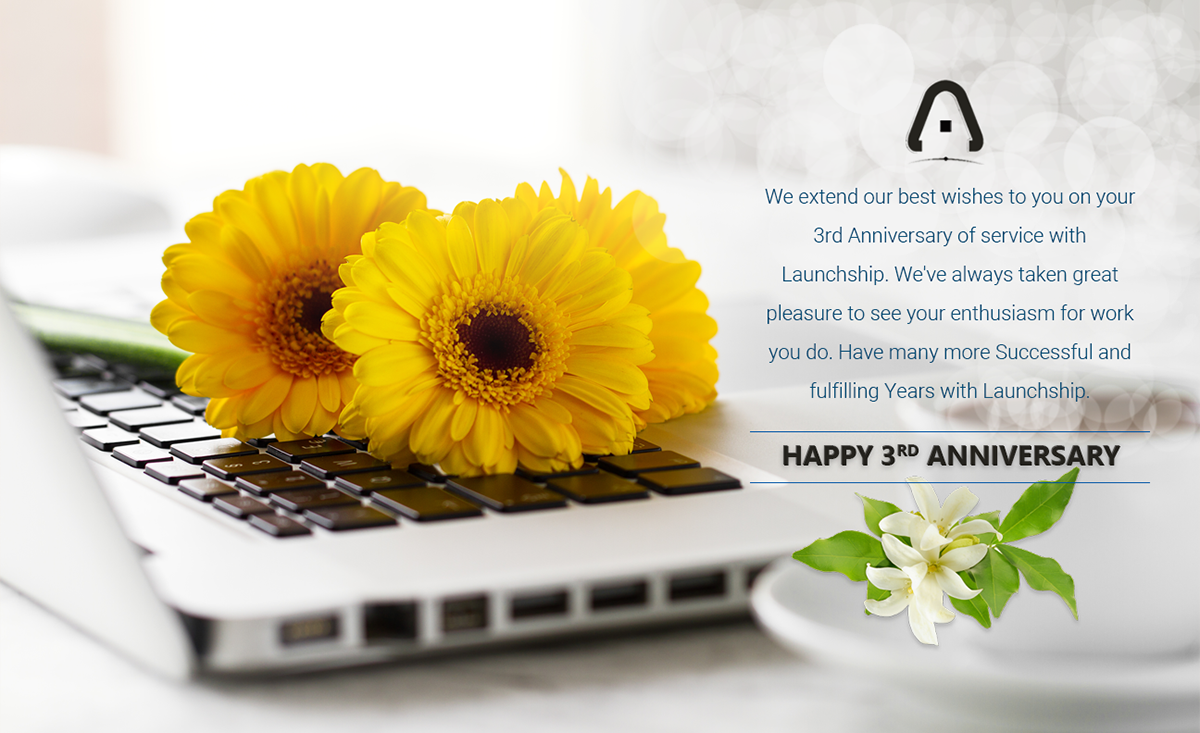 We extend our best wishes to you on your
3rd Anniversary of service with
Launchship. We've always taken great
pleasure to see your enthusiasm for work
you do. Have many more Successful and
fulfilling Years with Launchship.
HAPPY 3RD ANNIVERSARY